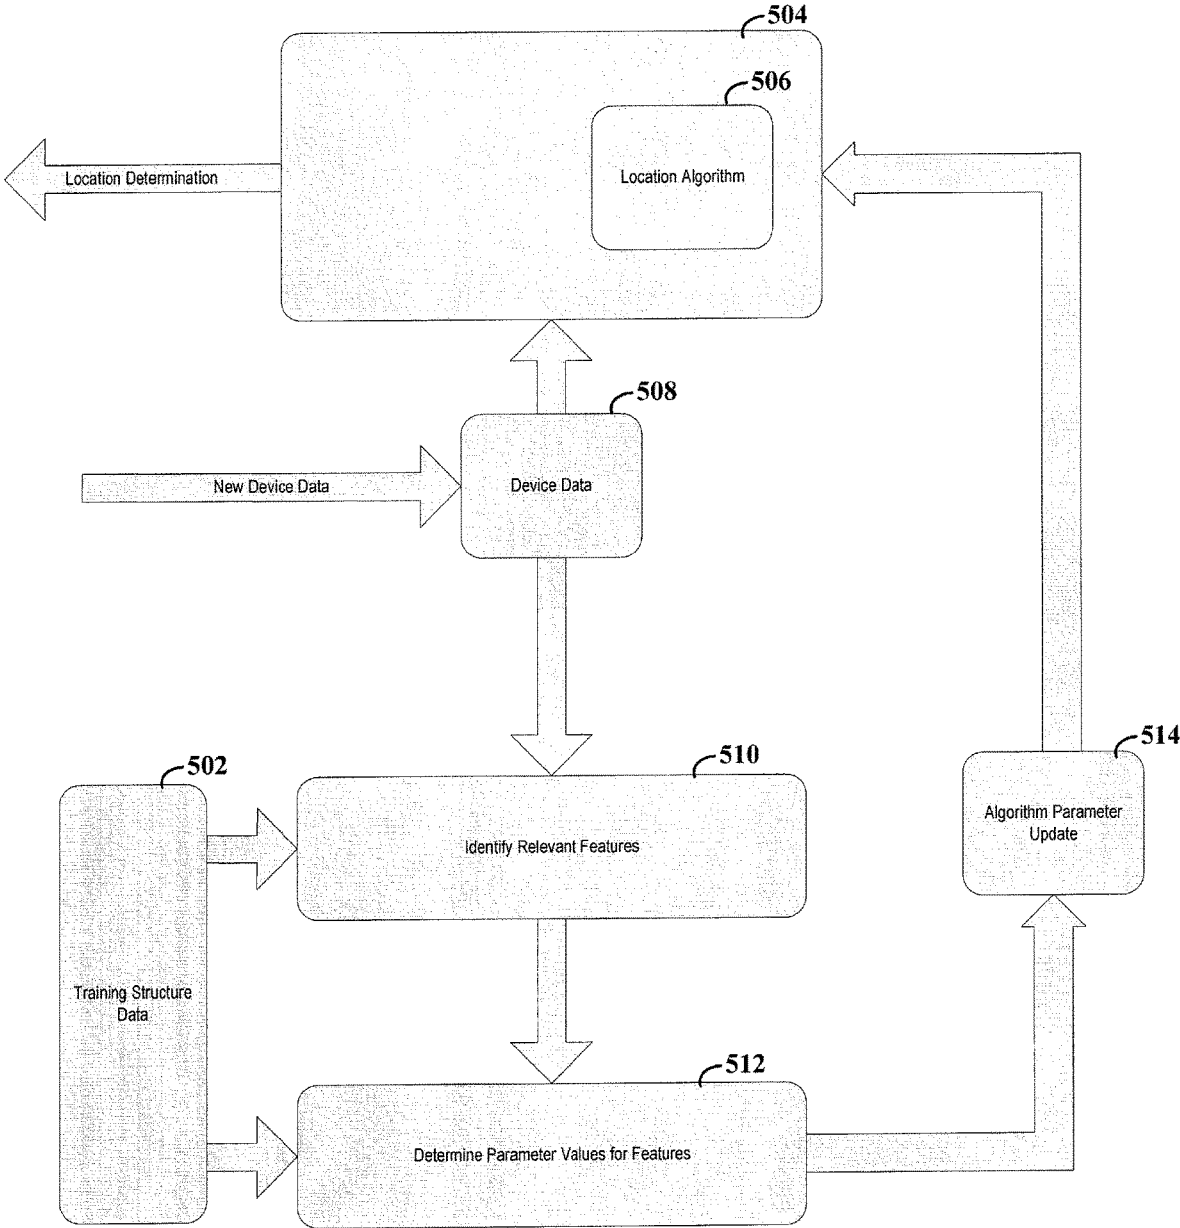 504
506
Location Determination
Location Algorithm
508
New Device Data
Device Data
514
502
510
Algorithm Parameter
Update
Identify Relevant Features
Training Structure
Data
512
Determine Parameter Values for Features